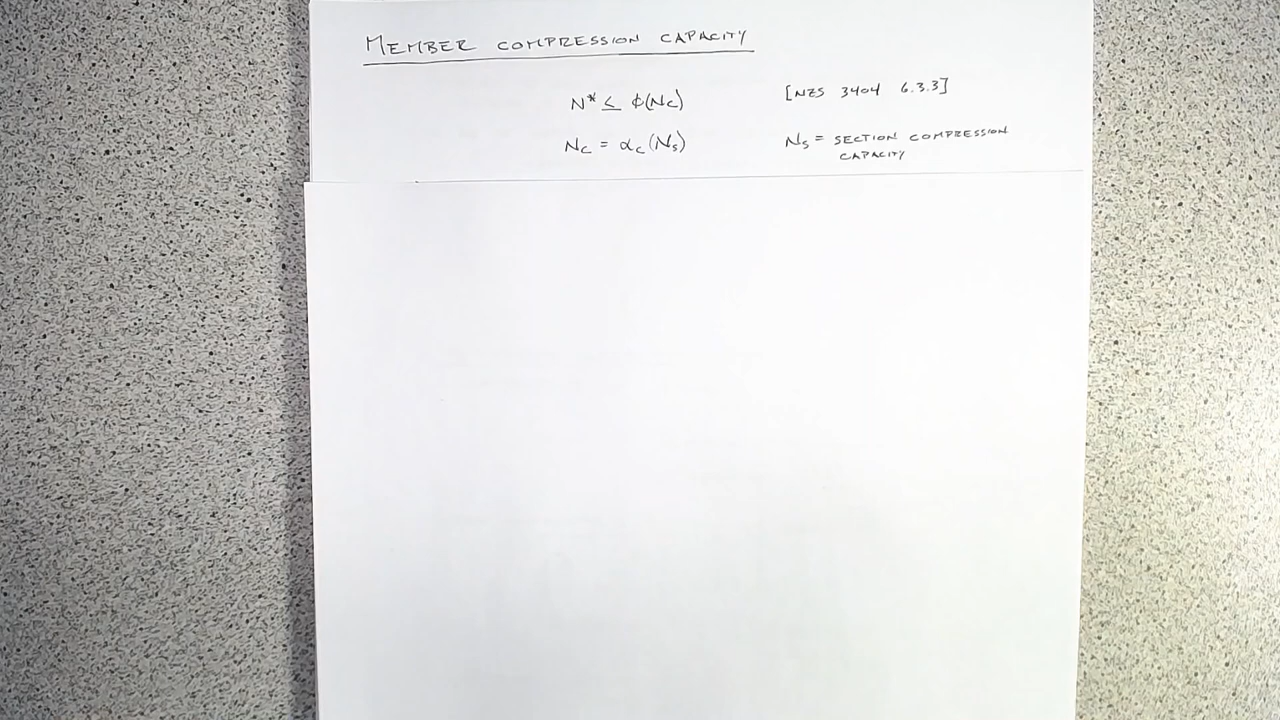 MEMBER COMPRESSION CAPACITY
N* ≤ ϕ(Nc) [NZS 3404 6.3.3]
Nc = αc(Ns) Ns = SECTION COMPRESSION
CAPACITY